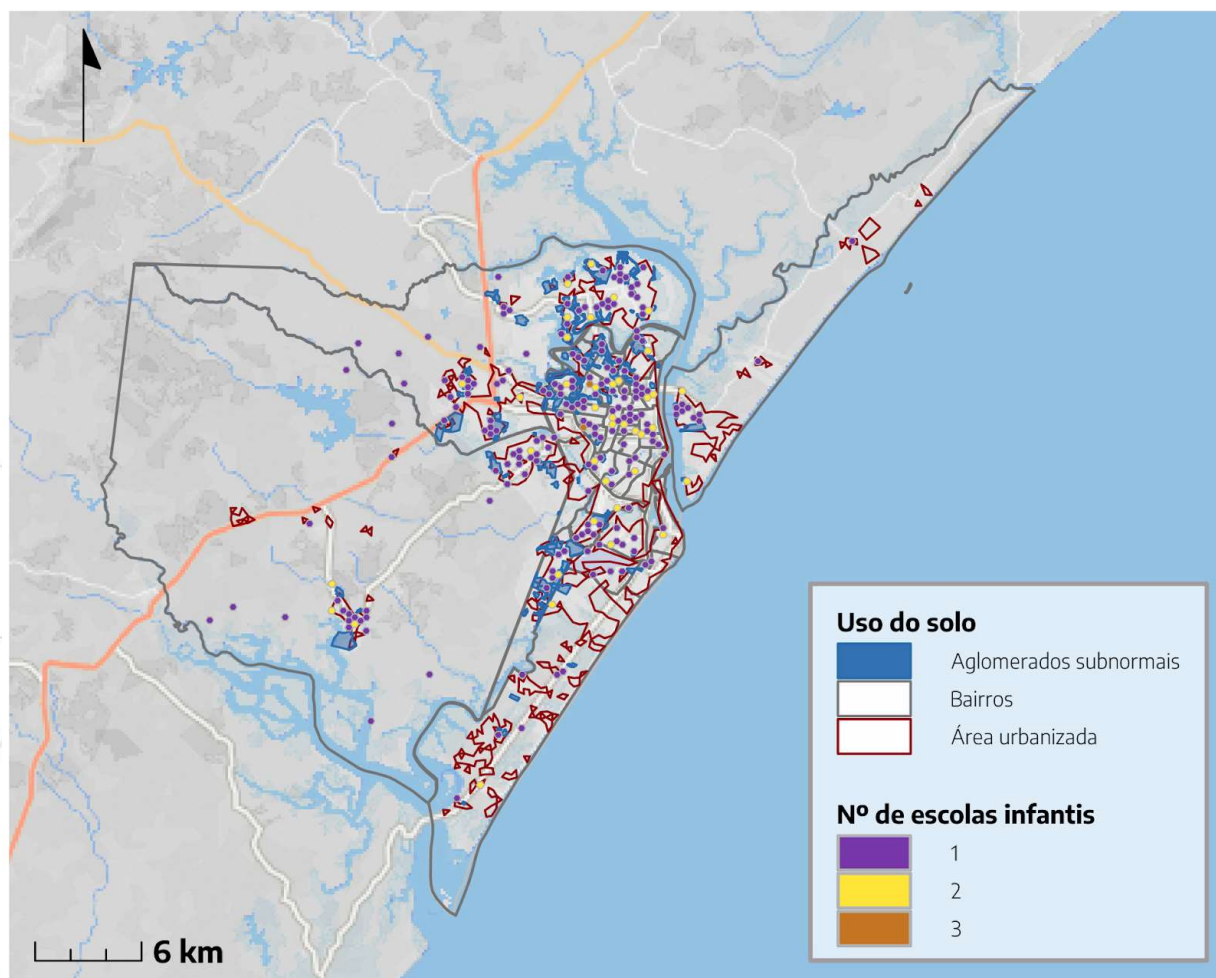 Uso do solo
Aglomerados subnormais
Bairros
Área urbanizada
Nº de escolas infantis
1
2
3
6 km